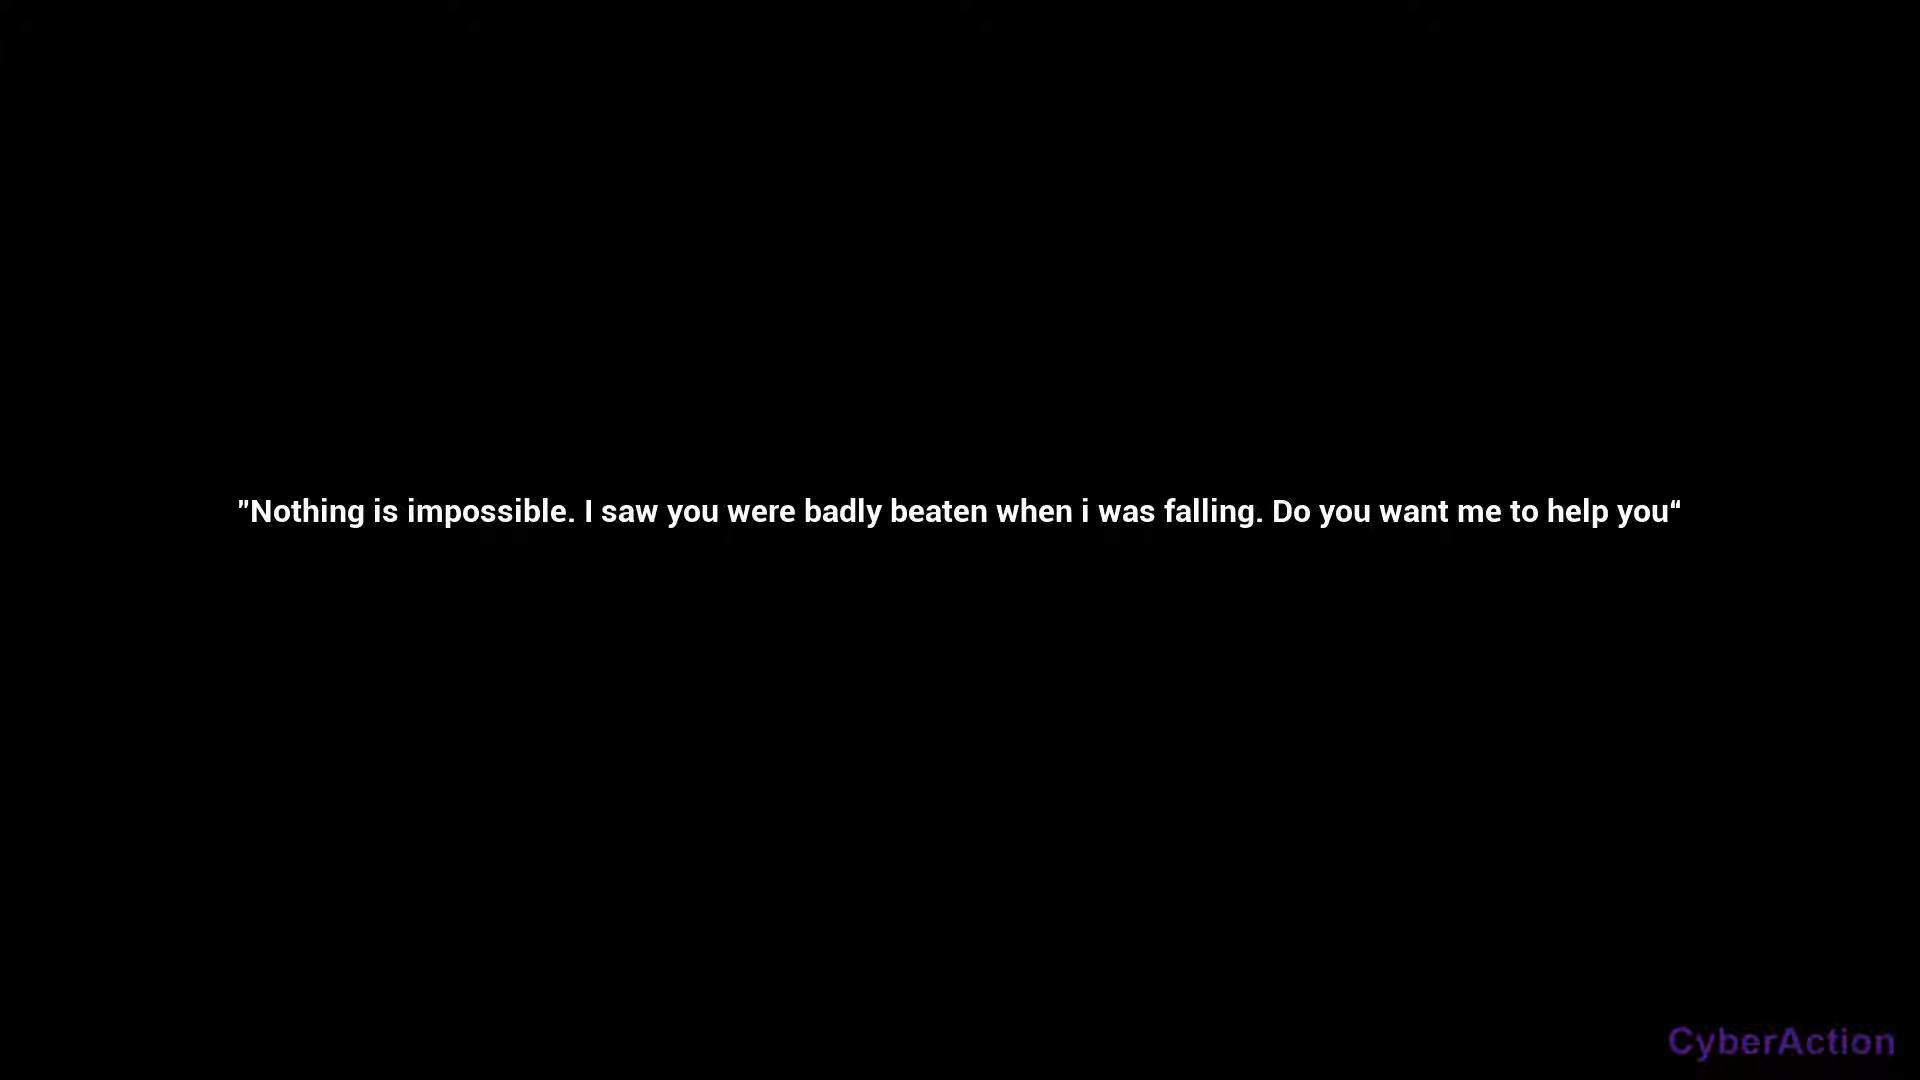 "Nothing is impossible. I saw you were badly beaten when i was falling. Do you want me to help you“
CyberAction